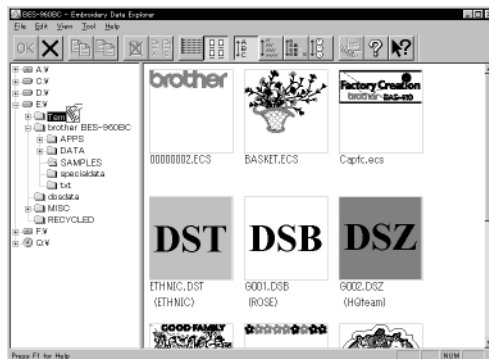 BES-960BC - Embroidery Data Explorer
File Edit View Tool Help
OK
A:¥
C:¥
D:¥
E:¥
Tem
brother BES-960BC
APPS
DATA
SAMPLES
specialdata
txt
dosdata
MISC
RECYCLED
F:¥
Q:¥
brother
00000002.ECS
BASKET.ECS
Factory Creation
brother BAS-410
Capfc.ecs
DST
ETHNIC.DST
(ETHNIC)
DSB
G001.DSB
(ROSE)
DSZ
G002.DSZ
(HQteam)
GOOD FAMILY
Press F1 for Help
NUM